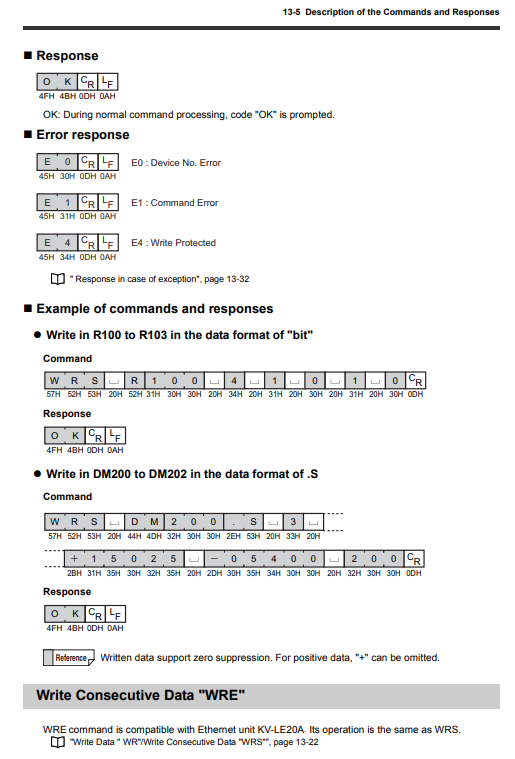 13-5 Description of the Commands and Responses
■ Response
O K CR LF
4FH 4BH 0DH 0AH
OK: During normal command processing, code "OK" is prompted.
■ Error response
E 0 CR LF E0 : Device No. Error
45H 30H 0DH 0AH
E 1 CR LF E1 : Command Error
45H 31H 0DH 0AH
E 4 CR LF E4 : Write Protected
45H 34H 0DH 0AH
" Response in case of exception", page 13-32
■ Example of commands and responses
● Write in R100 to R103 in the data format of "bit"
Command
W R S ⌴ R 1 0 0 ⌴ 4 ⌴ 1 ⌴ 0 ⌴ 1 ⌴ 0 CR
57H 52H 53H 20H 52H 31H 30H 30H 20H 34H 20H 31H 20H 30H 20H 31H 20H 30H 0DH
Response
O K CR LF
4FH 4BH 0DH 0AH
● Write in DM200 to DM202 in the data format of .S
Command
W R S ⌴ D M 2 0 0 . S ⌴ 3 ⌴
57H 52H 53H 20H 44H 4DH 32H 30H 30H 2EH 53H 20H 33H 20H
+ 1 5 0 2 5 ⌴ − 0 5 4 0 0 ⌴ 2 0 0 CR
2BH 31H 35H 30H 32H 35H 20H 2DH 30H 35H 34H 30H 30H 20H 32H 30H 30H 0DH
Response
O K CR LF
4FH 4BH 0DH 0AH
Reference Written data support zero suppression. For positive data, "+" can be omitted.
Write Consecutive Data "WRE"
WRE command is compatible with Ethernet unit KV-LE20A. Its operation is the same as WRS.
"Write Data " WR"/Write Consecutive Data "WRS"", page 13-22